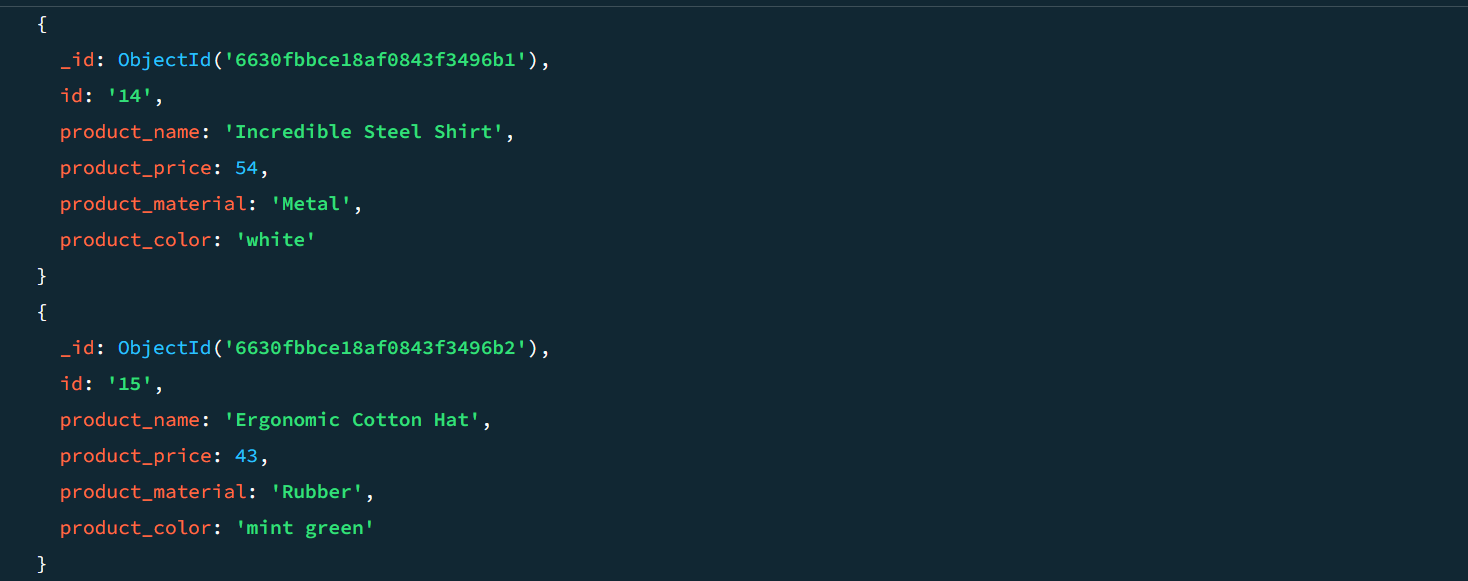 {
_id: ObjectId('6630fbbce18af0843f3496b1'),
id: '14',
product_name: 'Incredible Steel Shirt',
product_price: 54,
product_material: 'Metal',
product_color: 'white'
}
{
_id: ObjectId('6630fbbce18af0843f3496b2'),
id: '15',
product_name: 'Ergonomic Cotton Hat',
product_price: 43,
product_material: 'Rubber',
product_color: 'mint green'
}